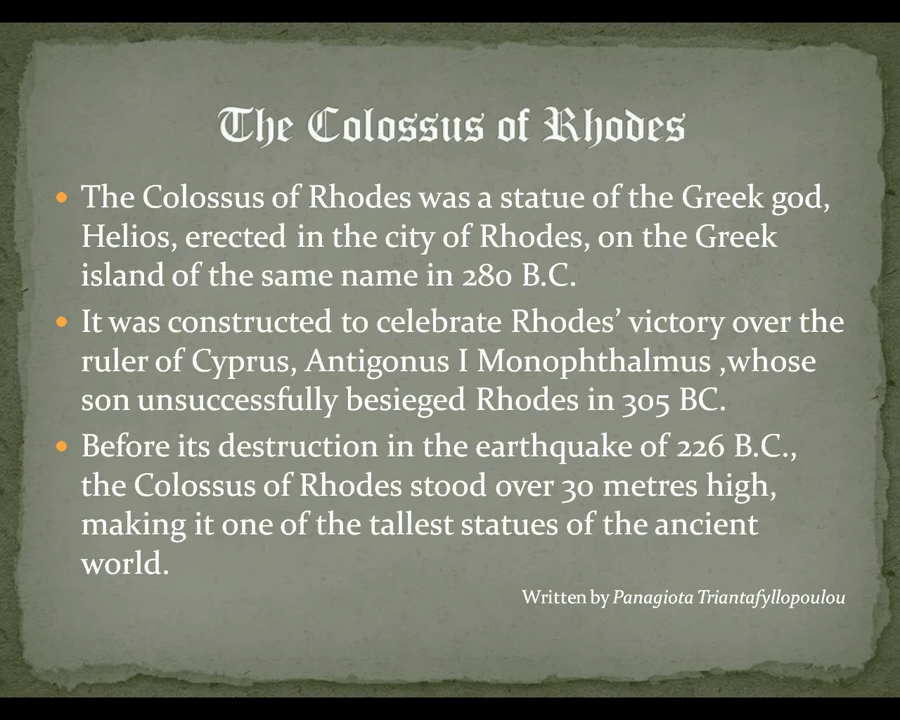 The Colossus of Rhodes
• The Colossus of Rhodes was a statue of the Greek god,
Helios, erected in the city of Rhodes, on the Greek
island of the same name in 280 B.C.
• It was constructed to celebrate Rhodes’ victory over the
ruler of Cyprus, Antigonus I Monophthalmus ,whose
son unsuccessfully besieged Rhodes in 305 BC.
• Before its destruction in the earthquake of 226 B.C.,
the Colossus of Rhodes stood over 30 metres high,
making it one of the tallest statues of the ancient
world.
Written by Panagiota Triantafyllopoulou